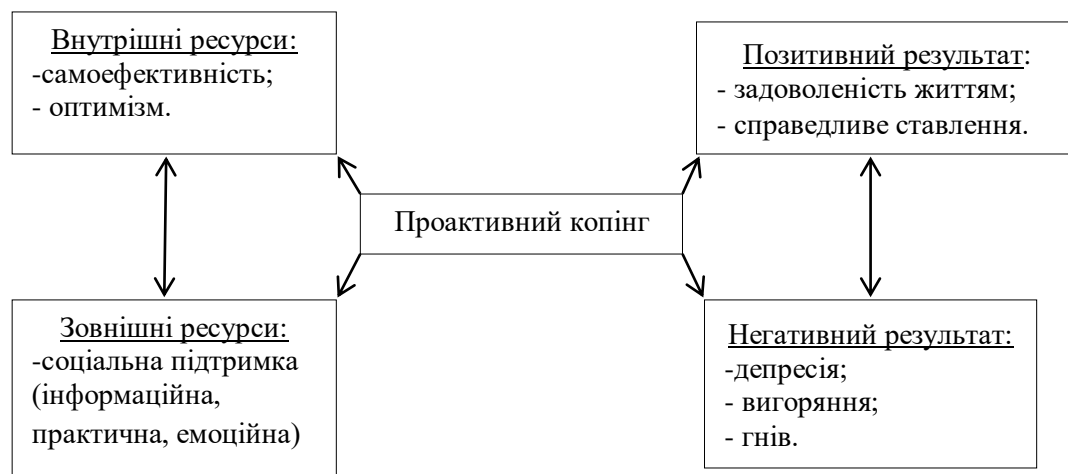 Внутрішні ресурси:
-самоефективність;
- оптимізм.
Позитивний результат:
- задоволеність життям;
- справедливе ставлення.
Проактивний копінг
Зовнішні ресурси:
-соціальна підтримка
(інформаційна,
практична, емоційна)
Негативний результат:
-депресія;
- вигоряння;
- гнів.